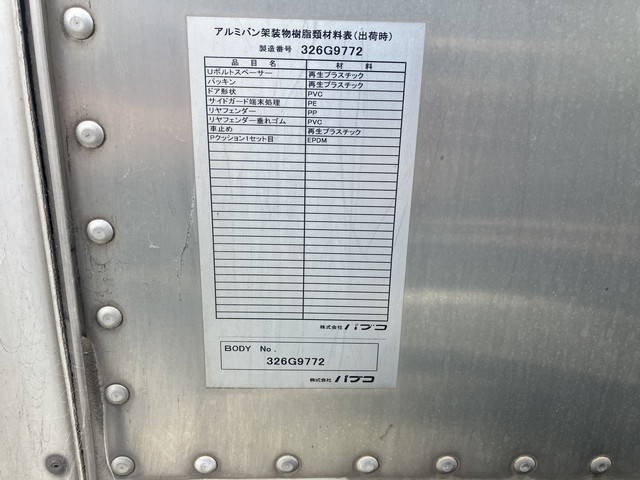 アルミバン架装物樹脂類材料表(出荷時)
製造番号 326G9772
品目名 材料
Uボルトスペーサー 再生プラスチック
パッキン 再生プラスチック
ドア形状 PVC
サイドガード端末処理 PE
リヤフェンダー PP
リヤフェンダー垂れゴム PVC
車止め 再生プラスチック
Pクッション1セット目 EPDM
株式会社 パブコ
BODY No.
326G9772
株式会社 パブコ